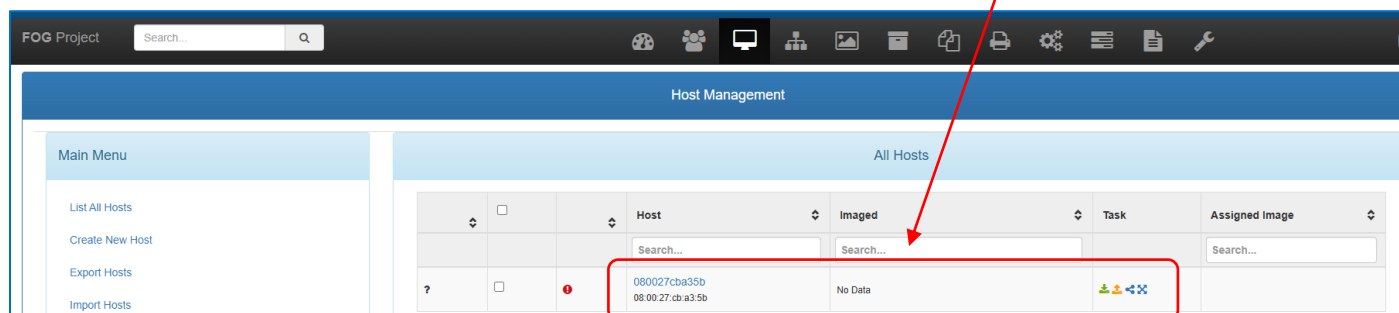 FOG Project Search...
Host Management
Main Menu
All Hosts
List All Hosts
Create New Host
Export Hosts
Import Hosts
Host Imaged Task Assigned Image
Search... Search... Search...
? 080027cba35b No Data
08:00:27:cb:a3:5b